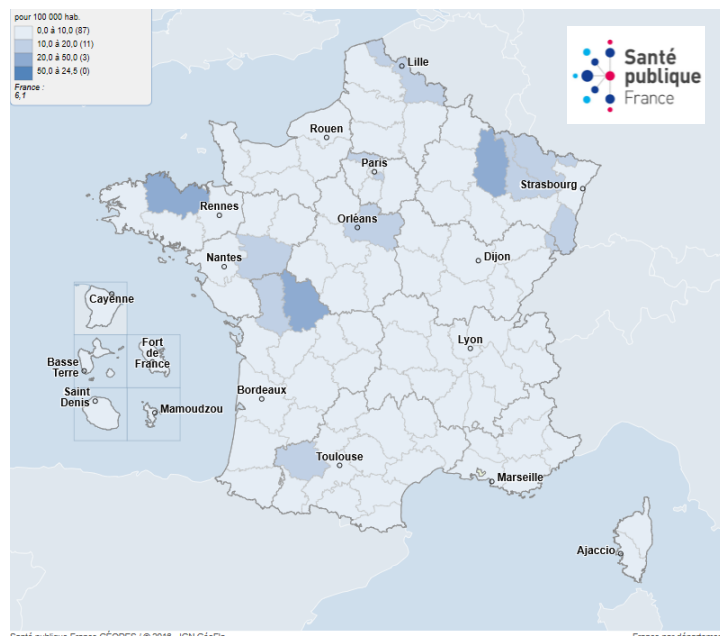 pour 100 000 hab.
0,0 à 10,0 (87)
10,0 à 20,0 (11)
20,0 à 50,0 (3)
50,0 à 24,5 (0)
France :
6,1
Santé
publique
France
Lille
Rouen
Paris
Strasbourg
Rennes
Orléans
Nantes
Dijon
Cayenne
Fort
de
France
Basse
Terre
Saint
Denis
Mamoudzou
Lyon
Bordeaux
Toulouse
Marseille
Ajaccio